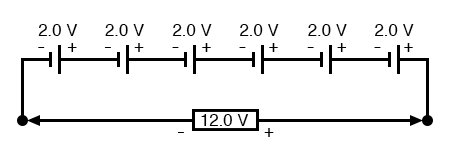 2.0 V 2.0 V 2.0 V 2.0 V 2.0 V 2.0 V
- + - + - + - + - + - +
12.0 V
- +